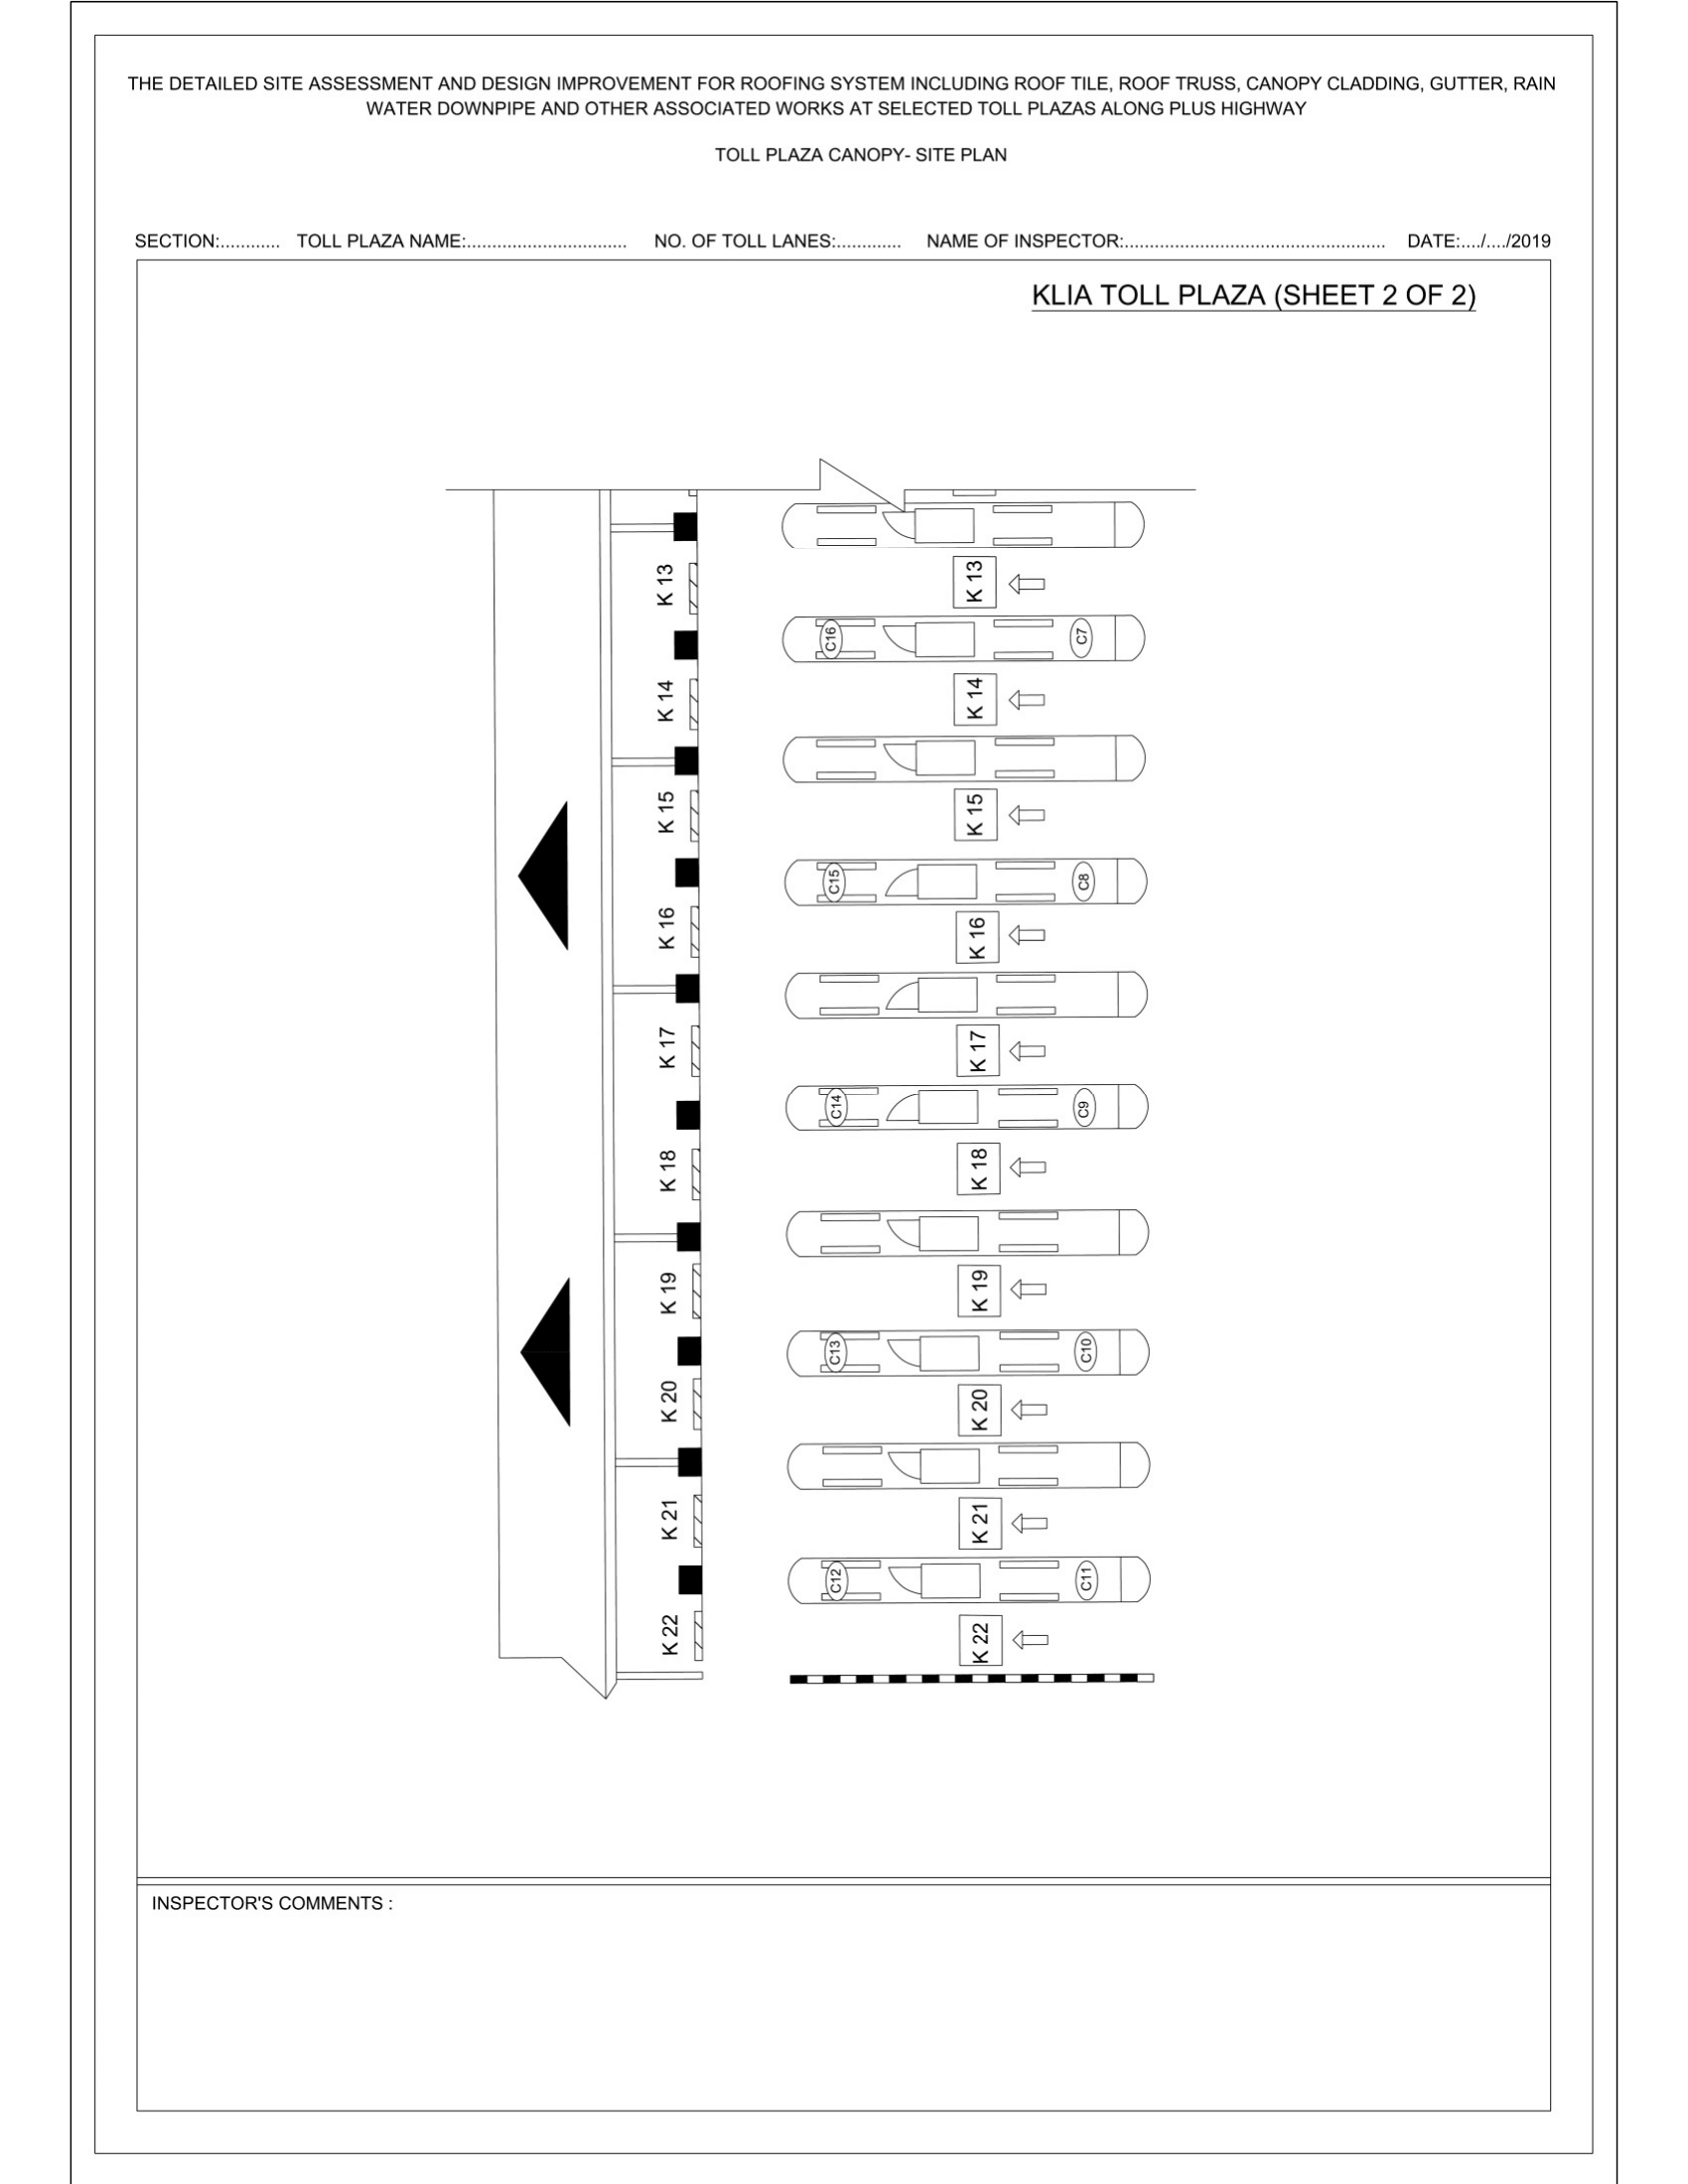 THE DETAILED SITE ASSESSMENT AND DESIGN IMPROVEMENT FOR ROOFING SYSTEM INCLUDING ROOF TILE, ROOF TRUSS, CANOPY CLADDING, GUTTER, RAIN
WATER DOWNPIPE AND OTHER ASSOCIATED WORKS AT SELECTED TOLL PLAZAS ALONG PLUS HIGHWAY
TOLL PLAZA CANOPY- SITE PLAN
SECTION:............ TOLL PLAZA NAME:................................ NO. OF TOLL LANES:............. NAME OF INSPECTOR:.................................................... DATE:..../..../2019
KLIA TOLL PLAZA (SHEET 2 OF 2)
K 13 K 13
C16 C7
K 14 K 14
K 15 K 15
C15 C8
K 16 K 16
K 17 K 17
C14 C9
K 18 K 18
K 19 K 19
C13 C10
K 20 K 20
K 21 K 21
C12 C11
K 22 K 22
INSPECTOR'S COMMENTS :